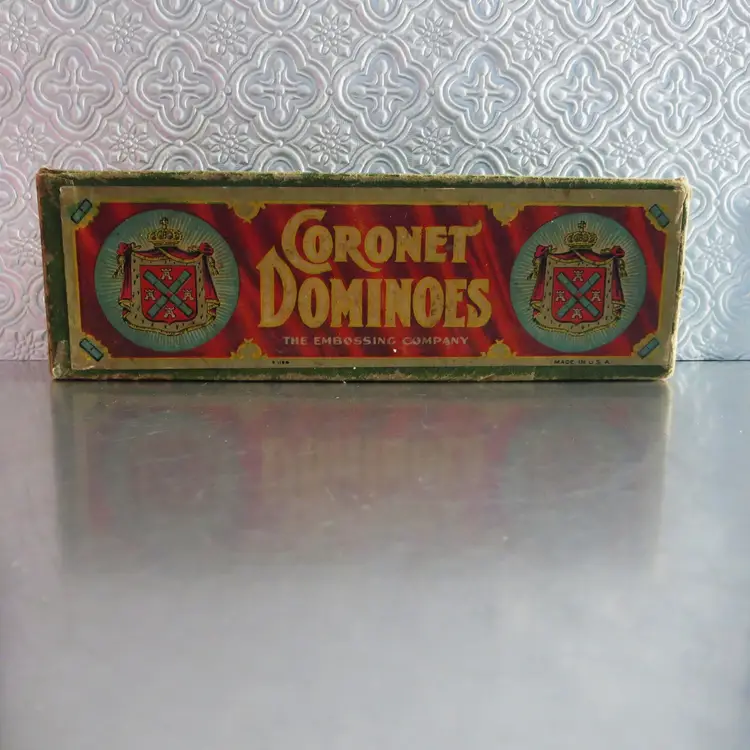 CORONET
DOMINOES
THE EMBOSSING COMPANY
MADE IN U.S.A.